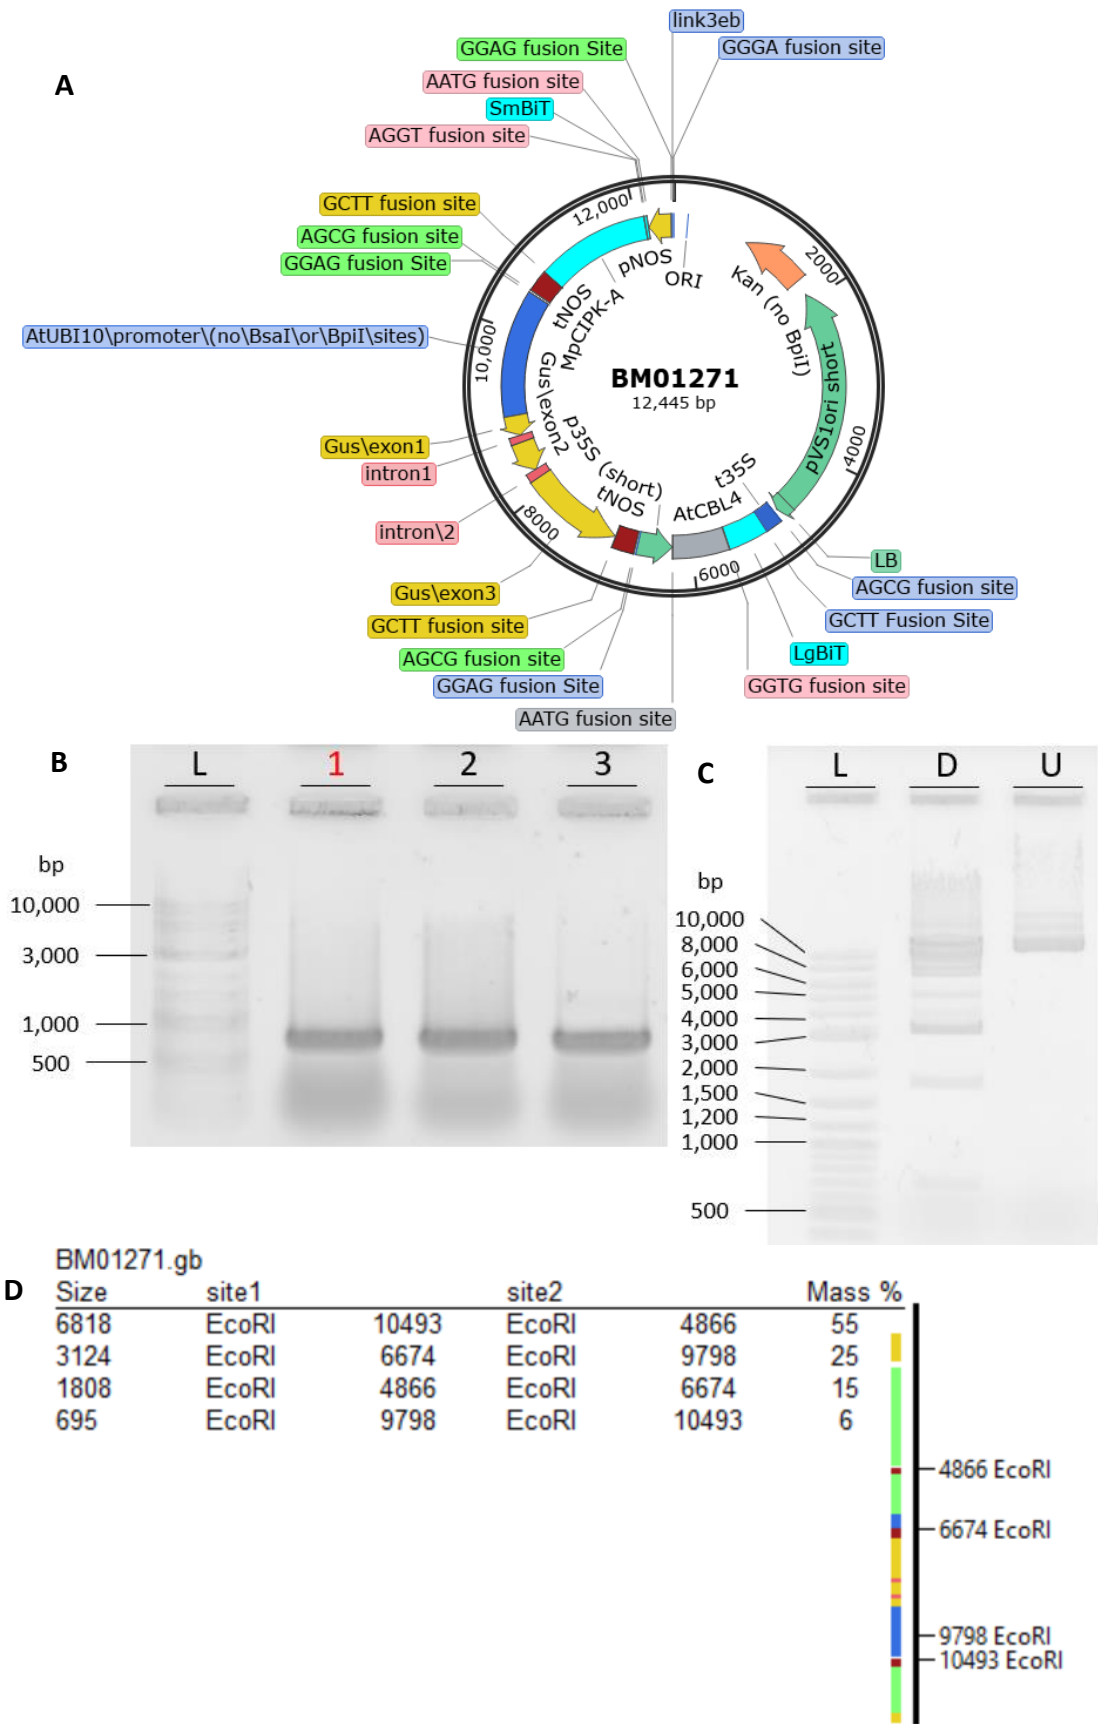 A
link3eb
GGAG fusion Site
GGGA fusion site
AATG fusion site
SmBiT
AGGT fusion site
GCTT fusion site
AGCG fusion site
GGAG fusion Site
AtUBI10\promoter\(no\BsaI\or\BpiI\sites)
Gus\exon1
intron1
intron\2
Gus\exon3
GCTT fusion site
AGCG fusion site
GGAG fusion Site
AATG fusion site
GGTG fusion site
LgBiT
GCTT Fusion Site
AGCG fusion site
LB
12,000
2000
4000
6000
8000
10,000
pNOS
ORI
Kan (no BpiI)
pVS1ori short
tNOS
MpCIPK-A
Gus\exon2
p35S (short)
tNOS
AtCBL4
t35S
BM01271
12,445 bp
B
L 1 2 3
bp
10,000
3,000
1,000
500
C
L D U
bp
10,000
8,000
6,000
5,000
4,000
3,000
2,000
1,500
1,200
1,000
500
D
BM01271.gb
Size site1 site2 Mass %
6818 EcoRI 10493 EcoRI 4866 55
3124 EcoRI 6674 EcoRI 9798 25
1808 EcoRI 4866 EcoRI 6674 15
695 EcoRI 9798 EcoRI 10493 6
4866 EcoRI
6674 EcoRI
9798 EcoRI
10493 EcoRI